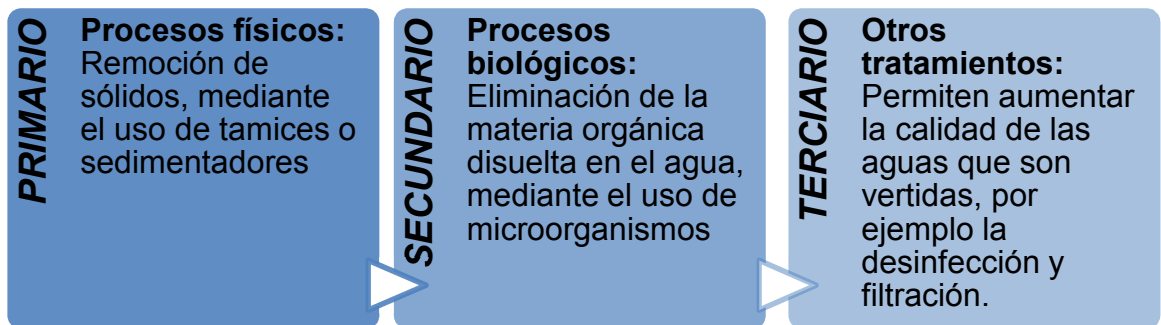 PRIMARIO
Procesos físicos:
Remoción de
sólidos, mediante
el uso de tamices o
sedimentadores
SECUNDARIO
Procesos
biológicos:
Eliminación de la
materia orgánica
disuelta en el agua,
mediante el uso de
microorganismos
TERCIARIO
Otros
tratamientos:
Permiten aumentar
la calidad de las
aguas que son
vertidas, por
ejemplo la
desinfección y
filtración.